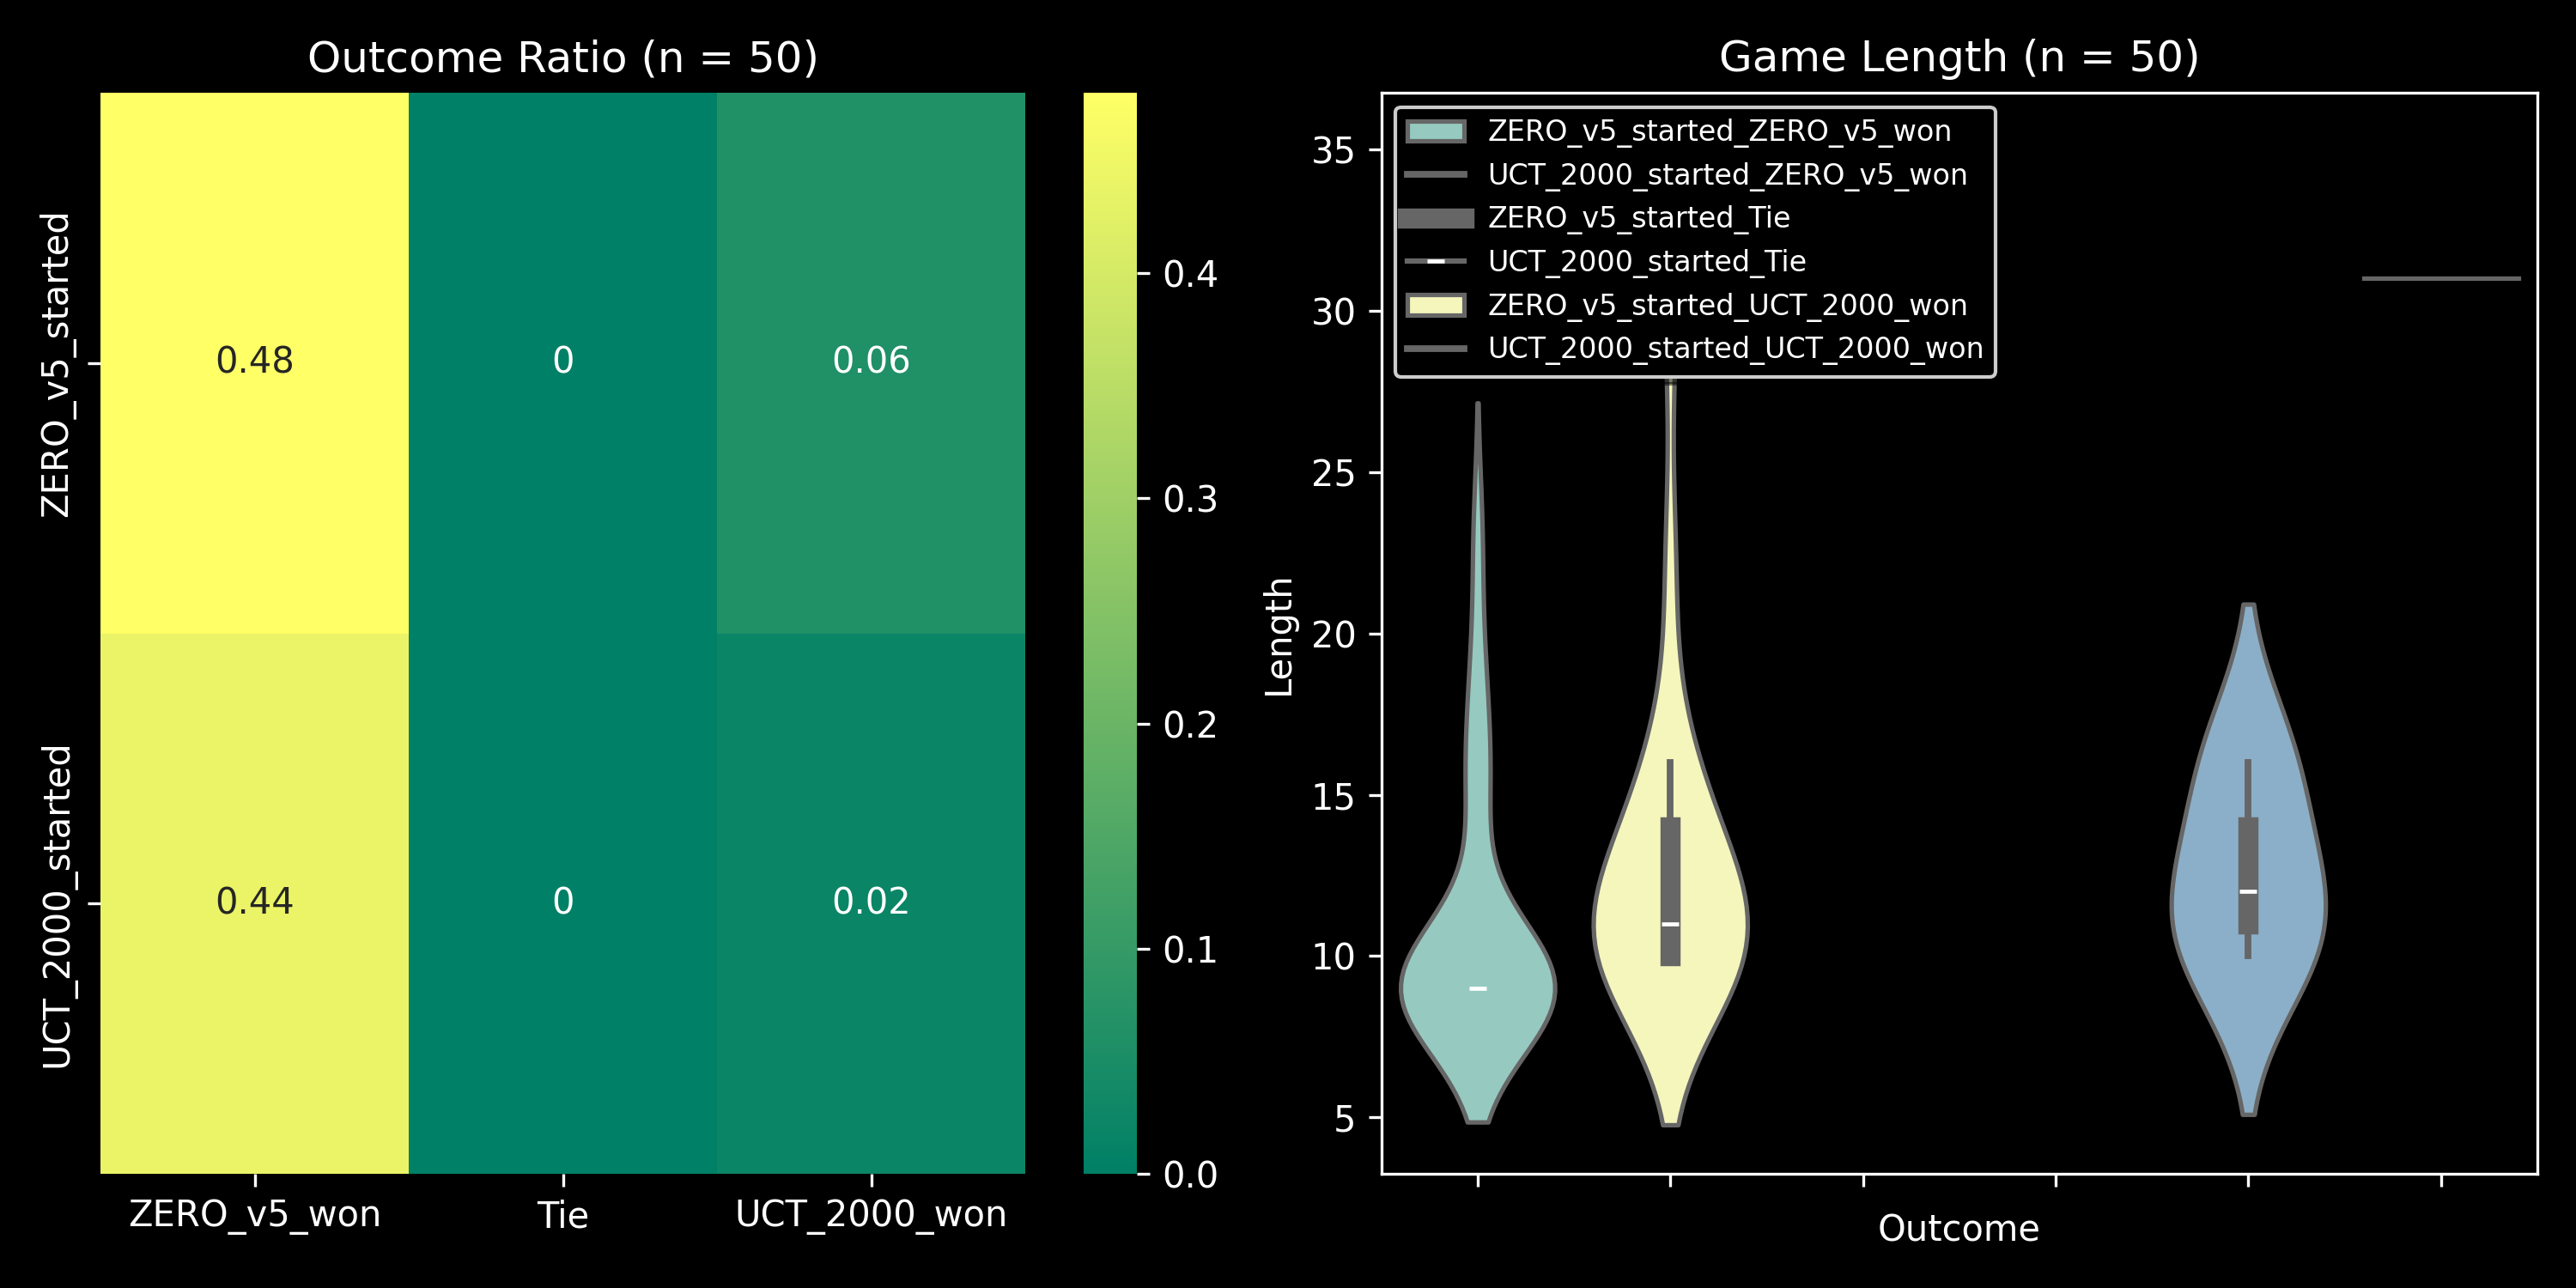 Outcome Ratio (n = 50)
ZERO_v5_started
UCT_2000_started
0.48
0
0.06
0.44
0
0.02
ZERO_v5_won
Tie
UCT_2000_won
0.4
0.3
0.2
0.1
0.0
Game Length (n = 50)
ZERO_v5_started_ZERO_v5_won
UCT_2000_started_ZERO_v5_won
ZERO_v5_started_Tie
UCT_2000_started_Tie
ZERO_v5_started_UCT_2000_won
UCT_2000_started_UCT_2000_won
Length
35
30
25
20
15
10
5
Outcome